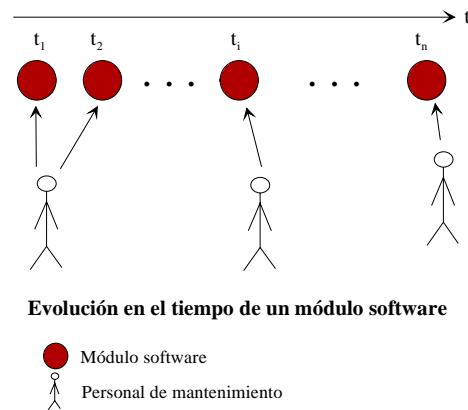 t
t1 t2 ti tn
. . . . . .
Evolución en el tiempo de un módulo software
Módulo software
Personal de mantenimiento